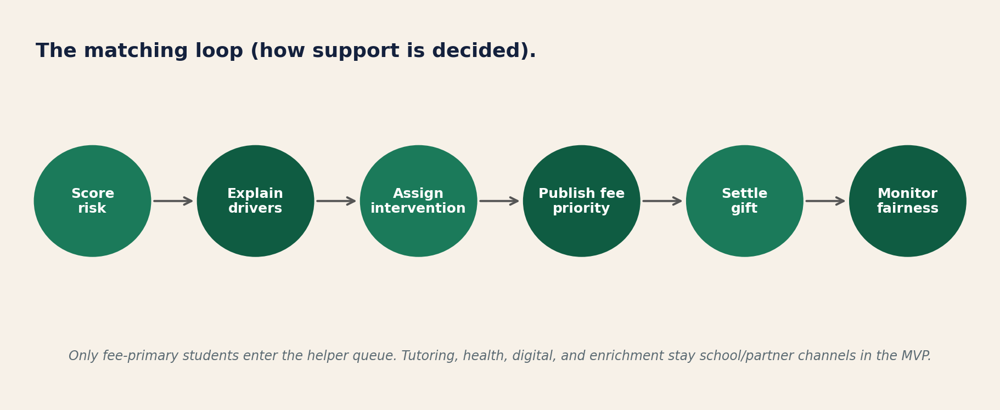 The matching loop (how support is decided).
Score
risk
Explain
drivers
Assign
intervention
Publish fee
priority
Settle
gift
Monitor
fairness
Only fee-primary students enter the helper queue. Tutoring, health, digital, and enrichment stay school/partner channels in the MVP.